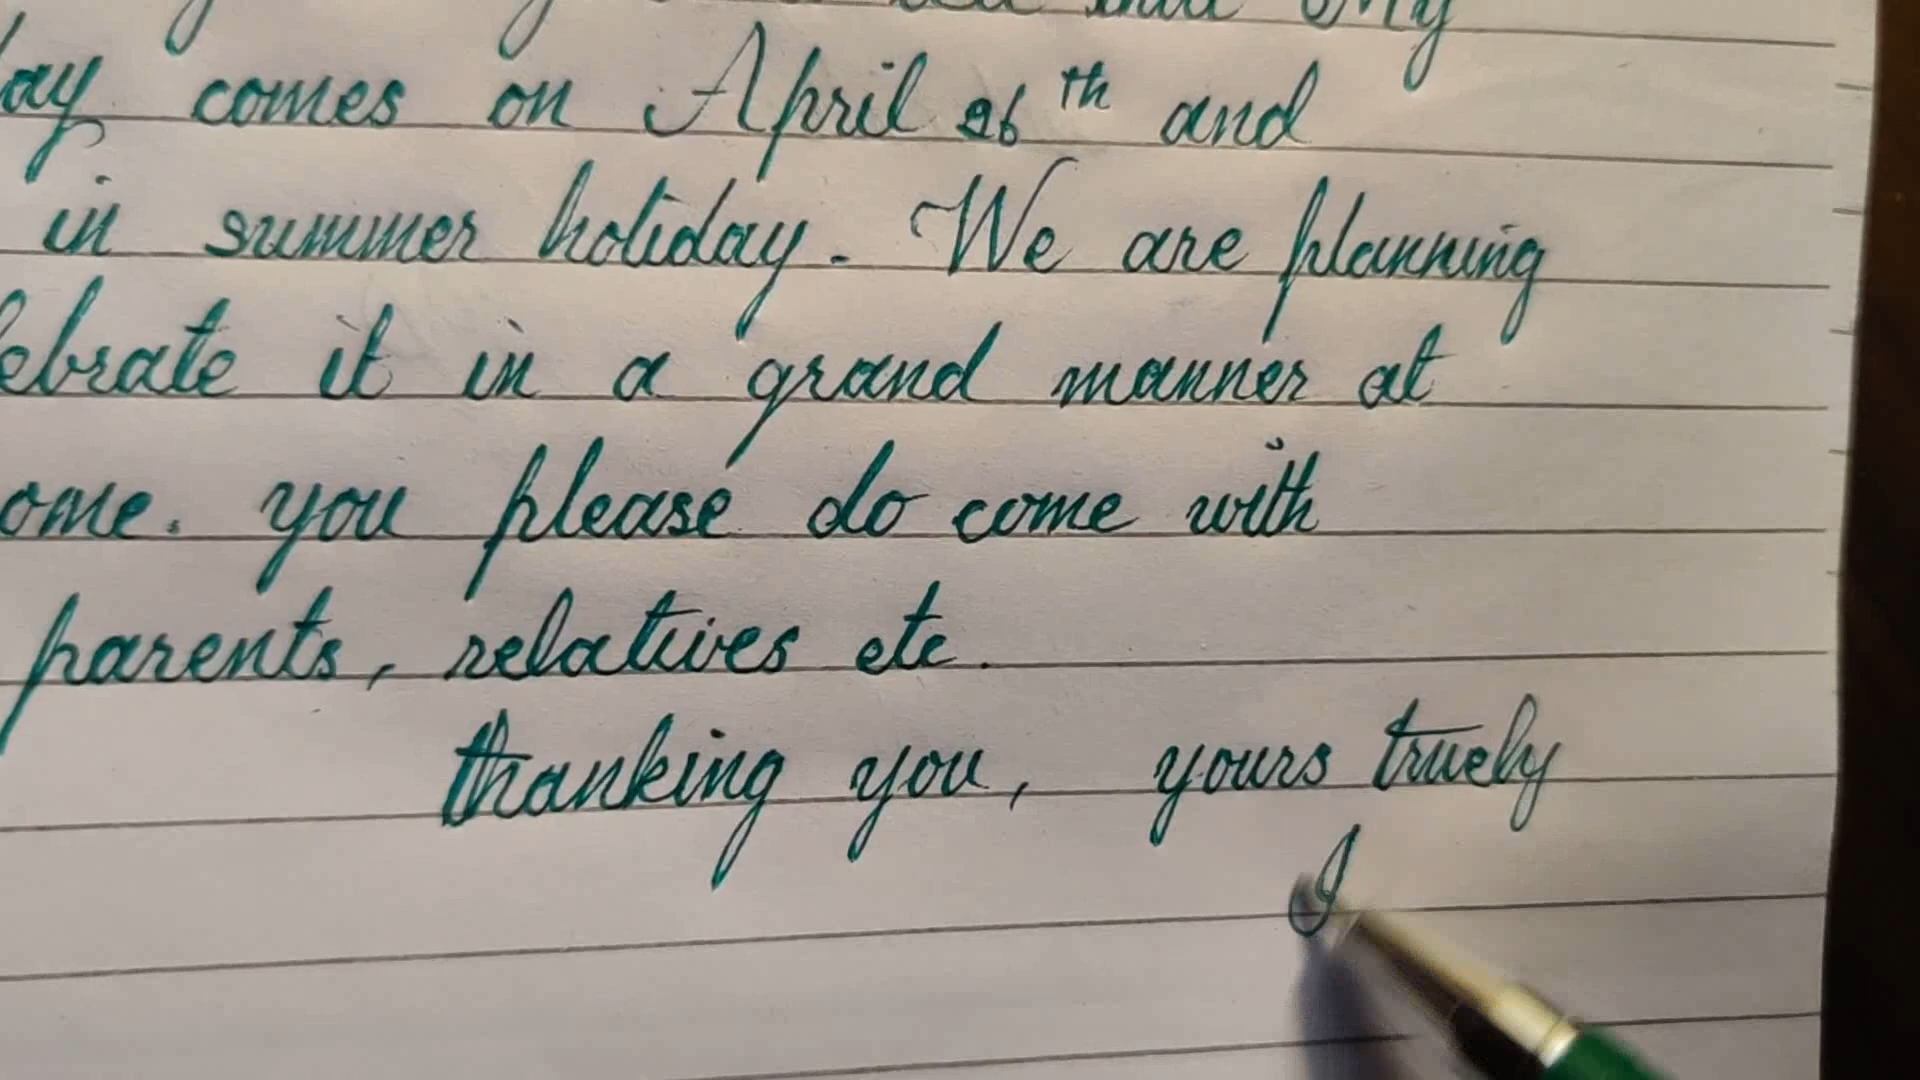 My
ay comes on April 26th and
in summer holiday. We are planning
ebrate it in a grand manner at
ome. you please do come with
parents, relatives etc.
thanking you, yours truely